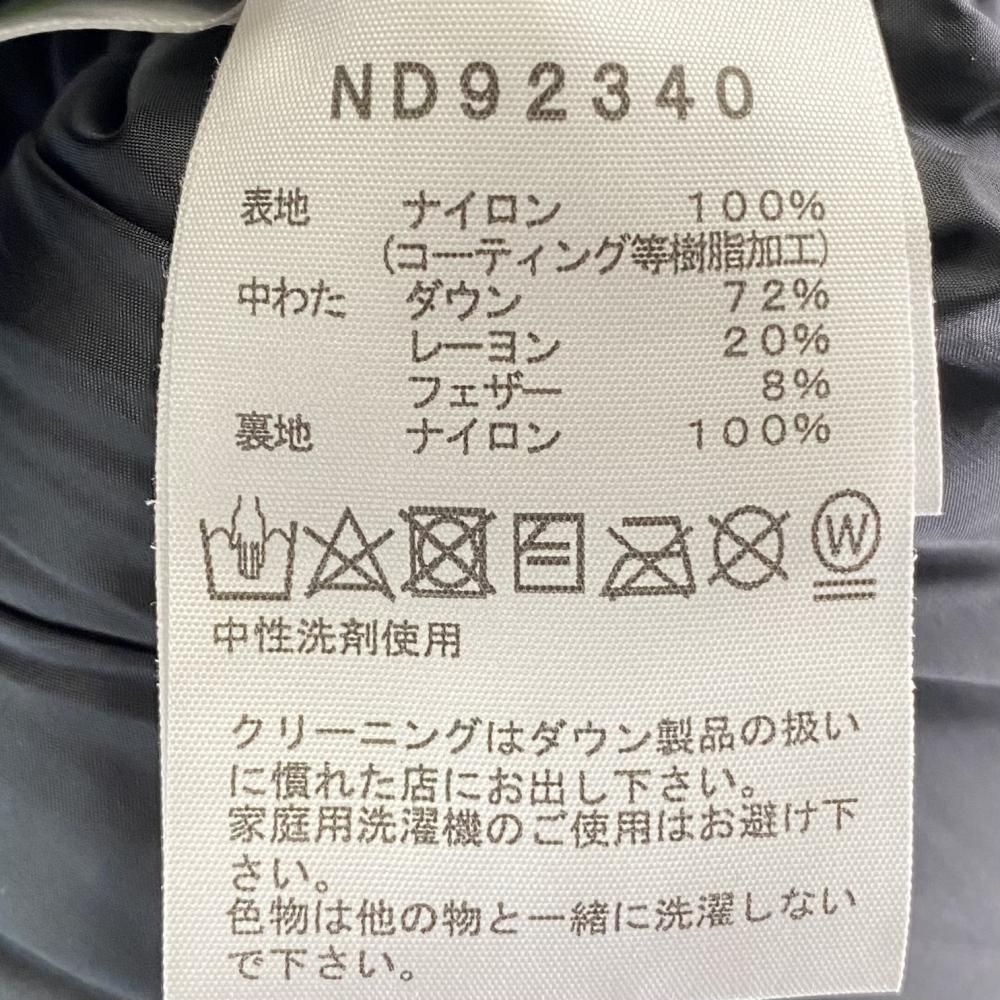 ND92340
表地 ナイロン 100%
(コーティング等樹脂加工)
中わた ダウン 72%
レーヨン 20%
フェザー 8%
裏地 ナイロン 100%
W
中性洗剤使用
クリーニングはダウン製品の扱い
に慣れた店にお出し下さい。
家庭用洗濯機のご使用はお避け下
さい。
色物は他の物と一緒に洗濯しない
で下さい。